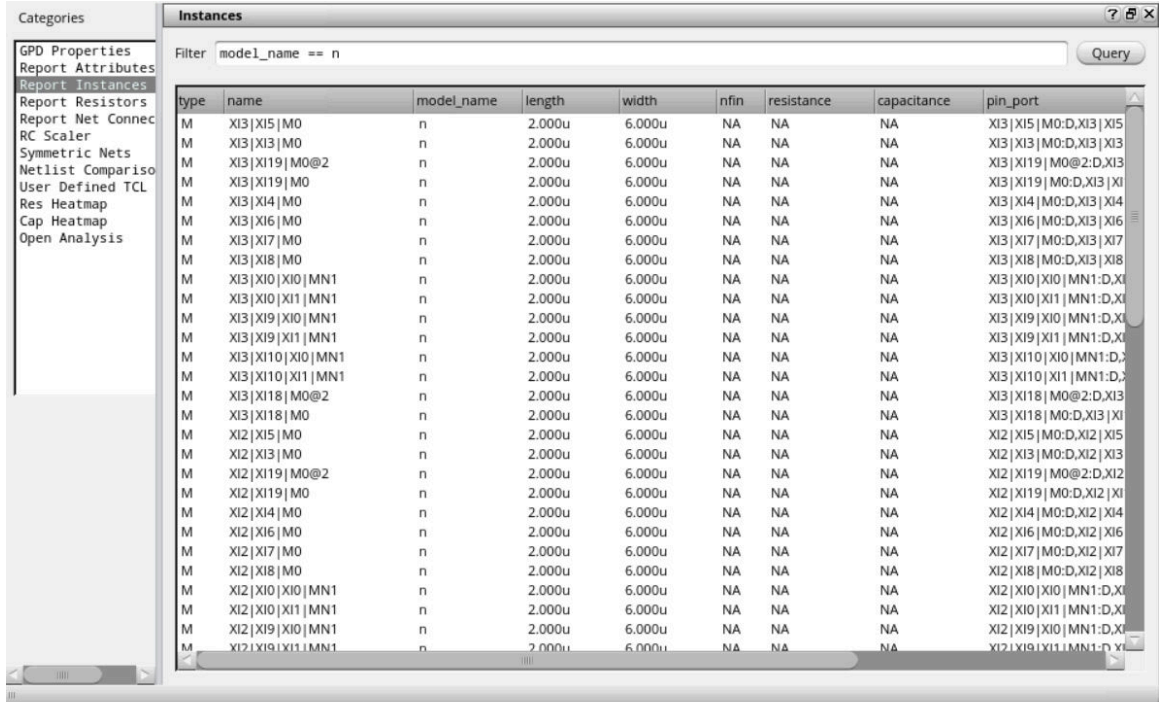 Categories
GPD Properties
Report Attributes
Report Instances
Report Resistors
Report Net Connec
RC Scaler
Symmetric Nets
Netlist Compariso
User Defined TCL
Res Heatmap
Cap Heatmap
Open Analysis
Instances
Filter model_name == n Query
type name model_name length width nfin resistance capacitance pin_port
M XI3|XI5|M0 n 2.000u 6.000u NA NA NA XI3|XI5|M0:D,XI3|XI5
M XI3|XI3|M0 n 2.000u 6.000u NA NA NA XI3|XI3|M0:D,XI3|XI3
M XI3|XI19|M0@2 n 2.000u 6.000u NA NA NA XI3|XI19|M0@2:D,XI3
M XI3|XI19|M0 n 2.000u 6.000u NA NA NA XI3|XI19|M0:D,XI3|XI
M XI3|XI4|M0 n 2.000u 6.000u NA NA NA XI3|XI4|M0:D,XI3|XI4
M XI3|XI6|M0 n 2.000u 6.000u NA NA NA XI3|XI6|M0:D,XI3|XI6
M XI3|XI7|M0 n 2.000u 6.000u NA NA NA XI3|XI7|M0:D,XI3|XI7
M XI3|XI8|M0 n 2.000u 6.000u NA NA NA XI3|XI8|M0:D,XI3|XI8
M XI3|XI0|XI0|MN1 n 2.000u 6.000u NA NA NA XI3|XI0|XI0|MN1:D,XI
M XI3|XI0|XI1|MN1 n 2.000u 6.000u NA NA NA XI3|XI0|XI1|MN1:D,XI
M XI3|XI9|XI0|MN1 n 2.000u 6.000u NA NA NA XI3|XI9|XI0|MN1:D,XI
M XI3|XI9|XI1|MN1 n 2.000u 6.000u NA NA NA XI3|XI9|XI1|MN1:D,XI
M XI3|XI10|XI0|MN1 n 2.000u 6.000u NA NA NA XI3|XI10|XI0|MN1:D,X
M XI3|XI10|XI1|MN1 n 2.000u 6.000u NA NA NA XI3|XI10|XI1|MN1:D,X
M XI3|XI18|M0@2 n 2.000u 6.000u NA NA NA XI3|XI18|M0@2:D,XI3
M XI3|XI18|M0 n 2.000u 6.000u NA NA NA XI3|XI18|M0:D,XI3|XI
M XI2|XI5|M0 n 2.000u 6.000u NA NA NA XI2|XI5|M0:D,XI2|XI5
M XI2|XI3|M0 n 2.000u 6.000u NA NA NA XI2|XI3|M0:D,XI2|XI3
M XI2|XI19|M0@2 n 2.000u 6.000u NA NA NA XI2|XI19|M0@2:D,XI2
M XI2|XI19|M0 n 2.000u 6.000u NA NA NA XI2|XI19|M0:D,XI2|XI
M XI2|XI4|M0 n 2.000u 6.000u NA NA NA XI2|XI4|M0:D,XI2|XI4
M XI2|XI6|M0 n 2.000u 6.000u NA NA NA XI2|XI6|M0:D,XI2|XI6
M XI2|XI7|M0 n 2.000u 6.000u NA NA NA XI2|XI7|M0:D,XI2|XI7
M XI2|XI8|M0 n 2.000u 6.000u NA NA NA XI2|XI8|M0:D,XI2|XI8
M XI2|XI0|XI0|MN1 n 2.000u 6.000u NA NA NA XI2|XI0|XI0|MN1:D,XI
M XI2|XI0|XI1|MN1 n 2.000u 6.000u NA NA NA XI2|XI0|XI1|MN1:D,XI
M XI2|XI9|XI0|MN1 n 2.000u 6.000u NA NA NA XI2|XI9|XI0|MN1:D,XI
M XI2|XI9|XI1|MN1 n 2.000u 6.000u NA NA NA XI2|XI9|XI1|MN1:D,XI